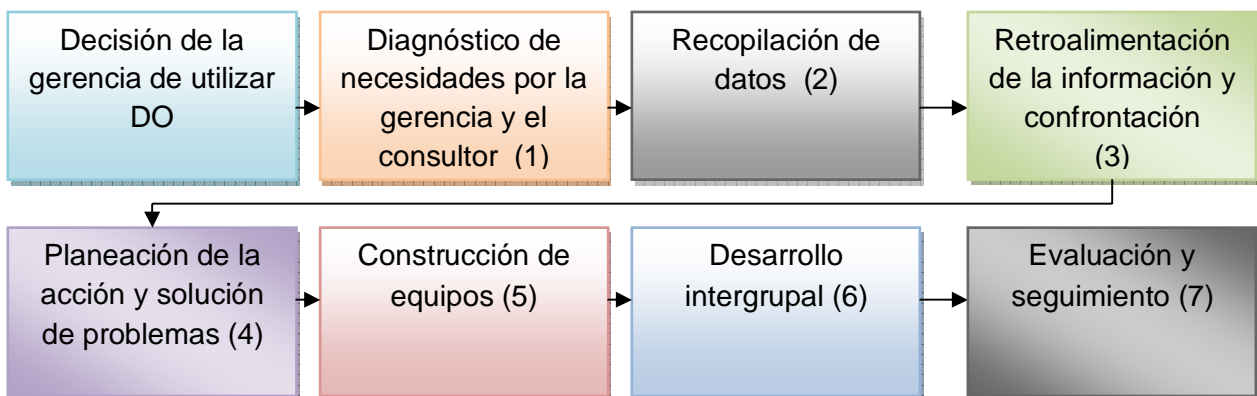 Decisión de la
gerencia de utilizar
DO
Diagnóstico de
necesidades por la
gerencia y el
consultor (1)
Recopilación de
datos (2)
Retroalimentación
de la información y
confrontación
(3)
Planeación de la
acción y solución
de problemas (4)
Construcción de
equipos (5)
Desarrollo
intergrupal (6)
Evaluación y
seguimiento (7)